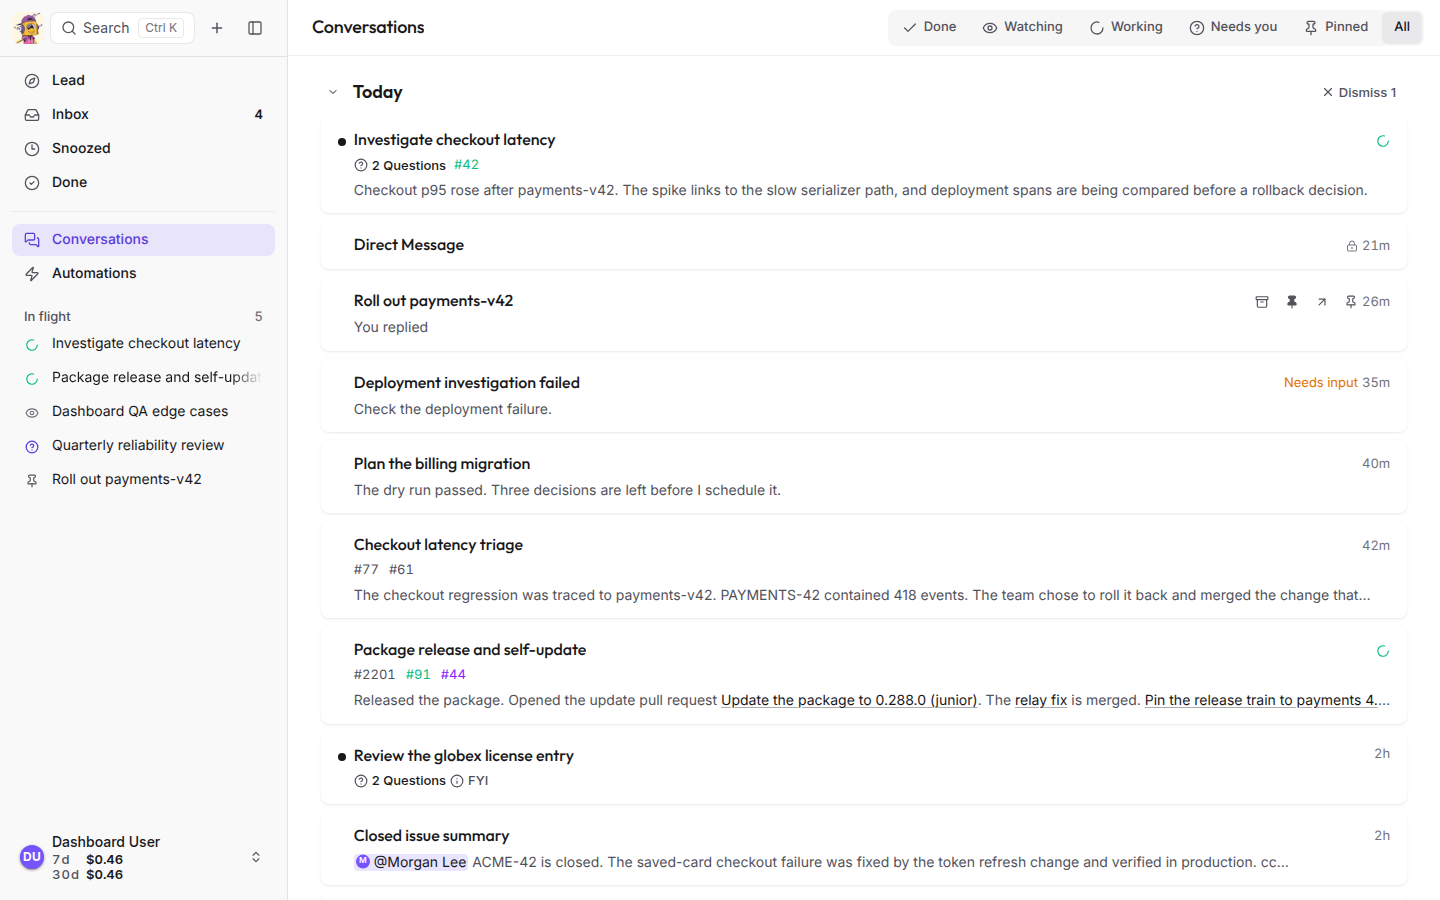 Search Ctrl K
Lead
Inbox 4
Snoozed
Done
Conversations
Automations
In flight 5
Investigate checkout latency
Package release and self-updat
Dashboard QA edge cases
Quarterly reliability review
Roll out payments-v42
DU
Dashboard User
7d $0.46
30d $0.46
Conversations
Done Watching Working Needs you Pinned All
Today Dismiss 1
Investigate checkout latency
2 Questions #42
Checkout p95 rose after payments-v42. The spike links to the slow serializer path, and deployment spans are being compared before a rollback decision.
Direct Message 21m
Roll out payments-v42 26m
You replied
Deployment investigation failed Needs input 35m
Check the deployment failure.
Plan the billing migration 40m
The dry run passed. Three decisions are left before I schedule it.
Checkout latency triage 42m
#77 #61
The checkout regression was traced to payments-v42. PAYMENTS-42 contained 418 events. The team chose to roll it back and merged the change that...
Package release and self-update
#2201 #91 #44
Released the package. Opened the update pull request Update the package to 0.288.0 (junior). The relay fix is merged. Pin the release train to payments 4....
Review the globex license entry 2h
2 Questions FYI
Closed issue summary 2h
M @Morgan Lee ACME-42 is closed. The saved-card checkout failure was fixed by the token refresh change and verified in production. cc...